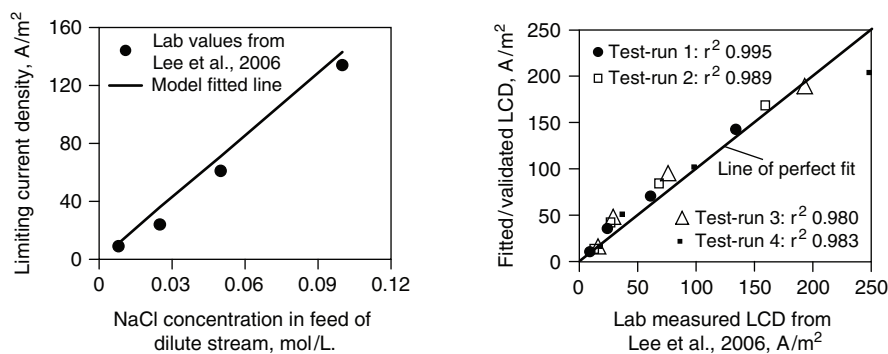 160
120
80
40
0
Limiting current density, A/m²
Lab values from
Lee et al., 2006
Model fitted line
0 0.03 0.06 0.09 0.12
NaCl concentration in feed of
dilute stream, mol/L.
250
200
150
100
50
0
Fitted/validated LCD, A/m²
Test-run 1: r² 0.995
Test-run 2: r² 0.989
Line of perfect fit
Test-run 3: r² 0.980
Test-run 4: r² 0.983
0 50 100 150 200 250
Lab measured LCD from
Lee et al., 2006, A/m²